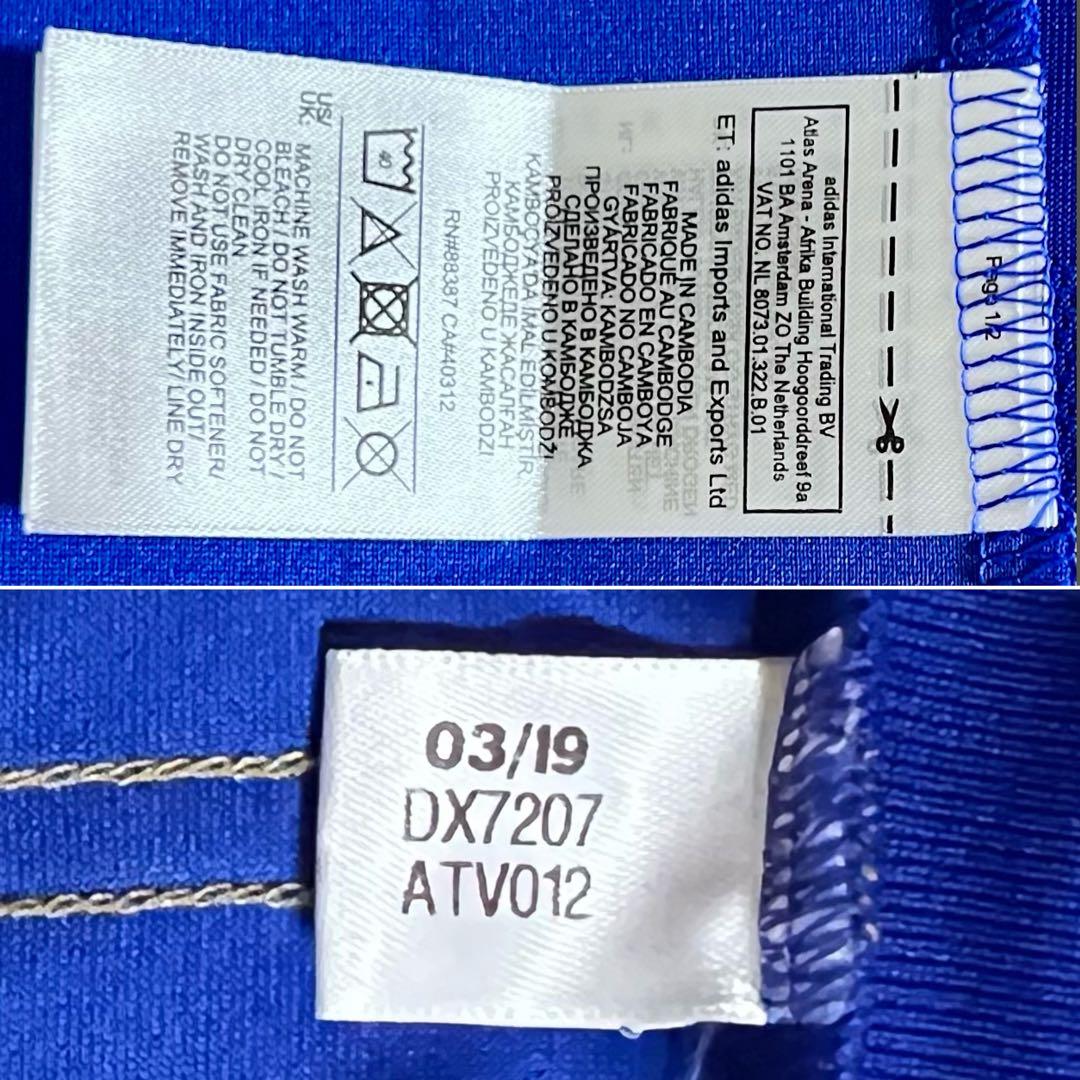 Page 1/2
adidas International Trading BV
Atlas Arena - Afrika Building Hoogoorddreef 9a
1101 BA Amsterdam ZO The Netherlands
VAT NO. NL 8073.01.322.B.01
ET: adidas Imports and Exports Ltd
MADE IN CAMBODIA
FABRIQUÉ AU CAMBODGE
FABRICADO EN CAMBOYA
FABRICADO NO CAMBOJA
GYÁRTVA: KAMBODZSA
ПРОИЗВЕДЕНО В КАМБОДЖА
СДЕЛАНО В КАМБОДЖЕ
PROIZVEDENO U KOMBODŽI
KAMBOÇYA'DA İMAL EDİLMİŞTİR
КАМБОДЖЕДЕ ЖАСАЛҒАН
PROIZVEDENO U KAMBODŽI
RN#88387 CA#40312
40
US/
UK: MACHINE WASH WARM / DO NOT
BLEACH / DO NOT TUMBLE DRY /
COOL IRON IF NEEDED / DO NOT
DRY CLEAN
DO NOT USE FABRIC SOFTENER/
WASH AND IRON INSIDE OUT/
REMOVE IMMEDIATELY LINE DRY
03/19
DX7207
ATV012